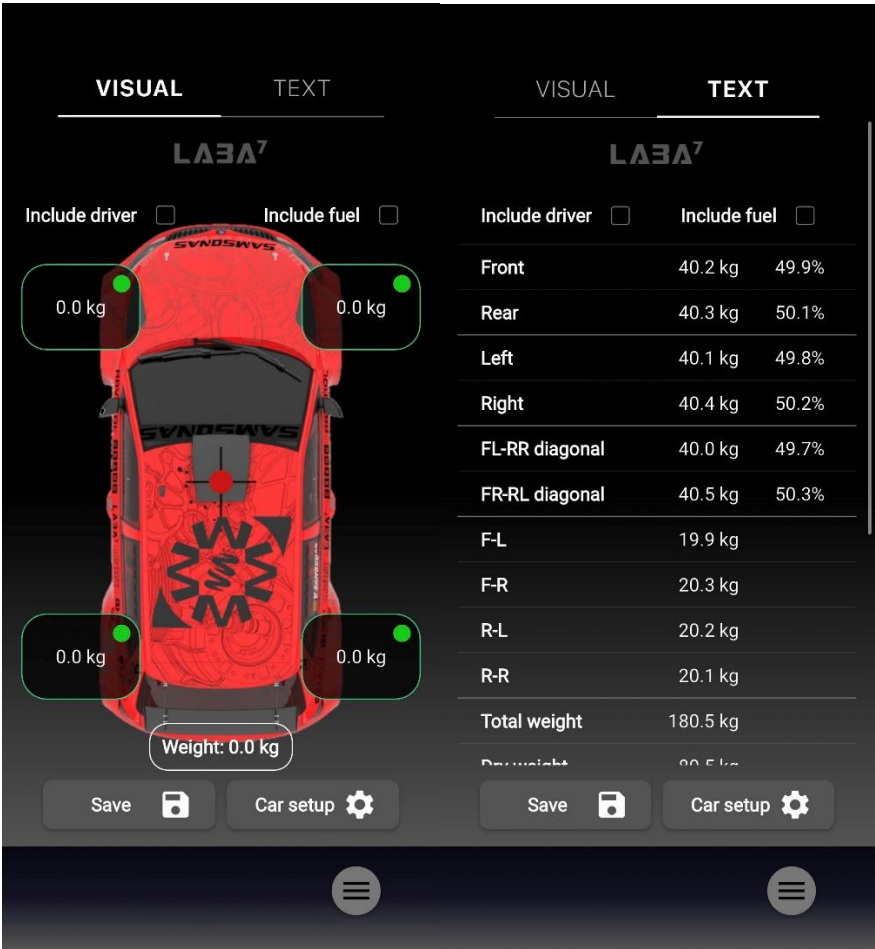 VISUAL TEXT
LABA7
Include driver Include fuel
SAMSONAS
0.0 kg 0.0 kg
SAMSONAS
0.0 kg 0.0 kg
Weight: 0.0 kg
Save Car setup
VISUAL TEXT
LABA7
Include driver Include fuel
Front 40.2 kg 49.9%
Rear 40.3 kg 50.1%
Left 40.1 kg 49.8%
Right 40.4 kg 50.2%
FL-RR diagonal 40.0 kg 49.7%
FR-RL diagonal 40.5 kg 50.3%
F-L 19.9 kg
F-R 20.3 kg
R-L 20.2 kg
R-R 20.1 kg
Total weight 180.5 kg
Dry weight 80.5 kg
Save Car setup